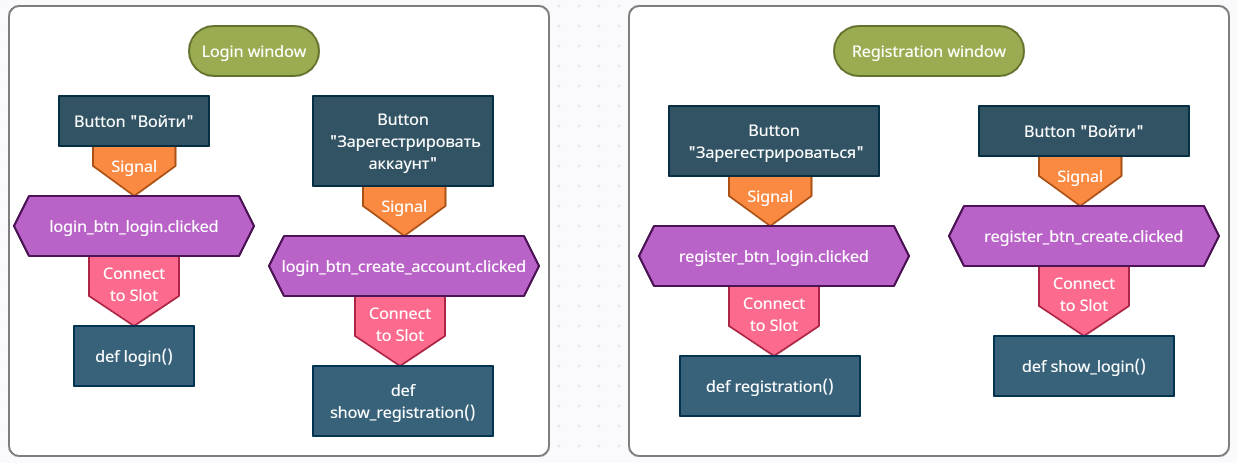 Login window
Button "Войти"
Signal
login_btn_login.clicked
Connect
to Slot
def login()
Button
"Зарегестрировать
аккаунт"
Signal
login_btn_create_account.clicked
Connect
to Slot
def
show_registration()
Registration window
Button
"Зарегестрироваться"
Signal
register_btn_login.clicked
Connect
to Slot
def registration()
Button "Войти"
Signal
register_btn_create.clicked
Connect
to Slot
def show_login()